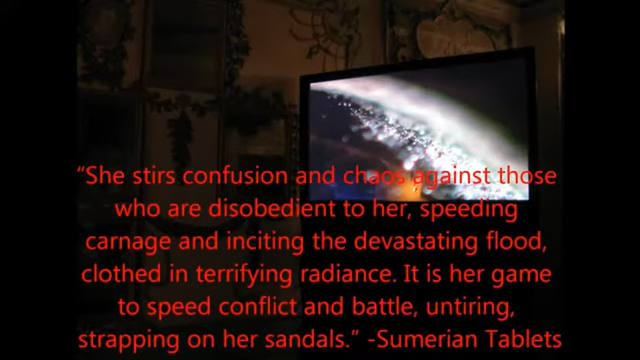 “She stirs confusion and chaos against those
who are disobedient to her, speeding
carnage and inciting the devastating flood,
clothed in terrifying radiance. It is her game
to speed conflict and battle, untiring,
strapping on her sandals.” -Sumerian Tablets